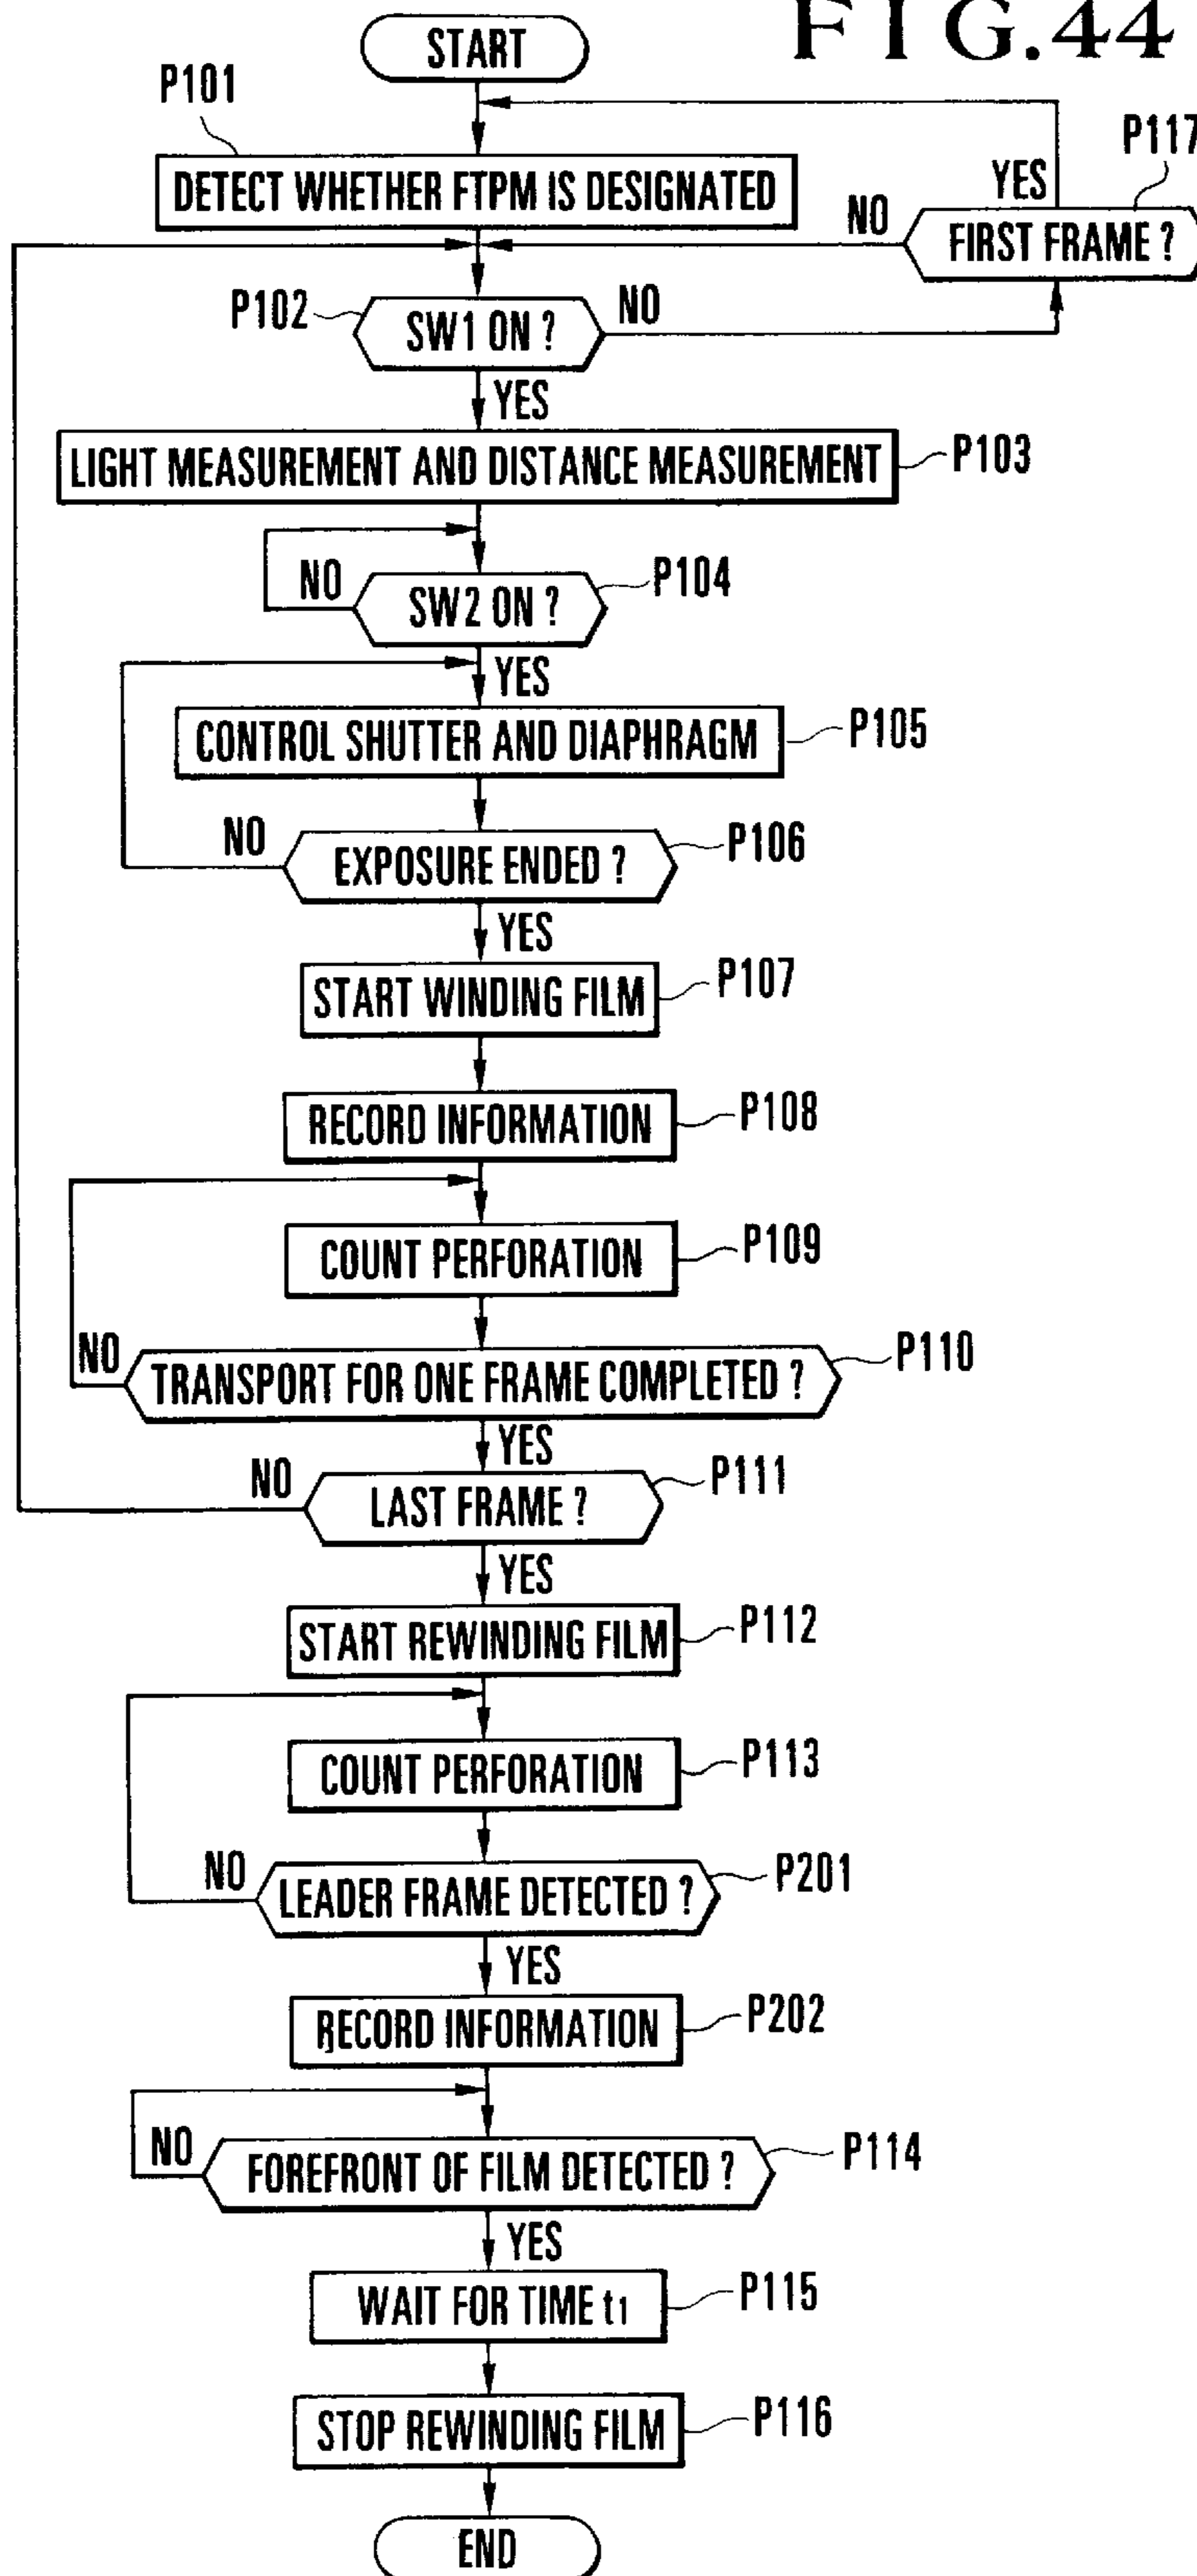 FIG.44
START
P101
P117
DETECT WHETHER FTPM IS DESIGNATED
YES
NO
FIRST FRAME ?
P102
SW1 ON ?
NO
YES
LIGHT MEASUREMENT AND DISTANCE MEASUREMENT
P103
NO
SW2 ON ?
P104
YES
CONTROL SHUTTER AND DIAPHRAGM
P105
NO
EXPOSURE ENDED ?
P106
YES
START WINDING FILM
P107
RECORD INFORMATION
P108
COUNT PERFORATION
P109
NO
TRANSPORT FOR ONE FRAME COMPLETED ?
P110
YES
NO
LAST FRAME ?
P111
YES
START REWINDING FILM
P112
COUNT PERFORATION
P113
NO
LEADER FRAME DETECTED ?
P201
YES
RECORD INFORMATION
P202
NO
FOREFRONT OF FILM DETECTED ?
P114
YES
WAIT FOR TIME t1
P115
STOP REWINDING FILM
P116
END